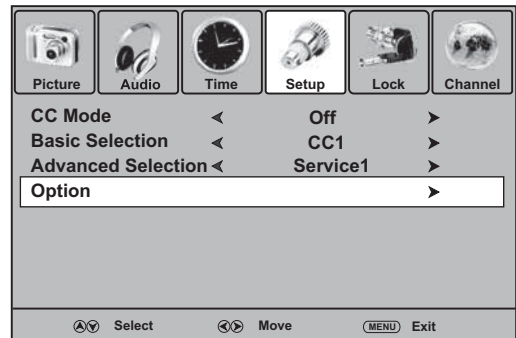 Picture Audio Time Setup Lock Channel
CC Mode Off
Basic Selection CC1
Advanced Selection Service1
Option
Select Move MENU Exit